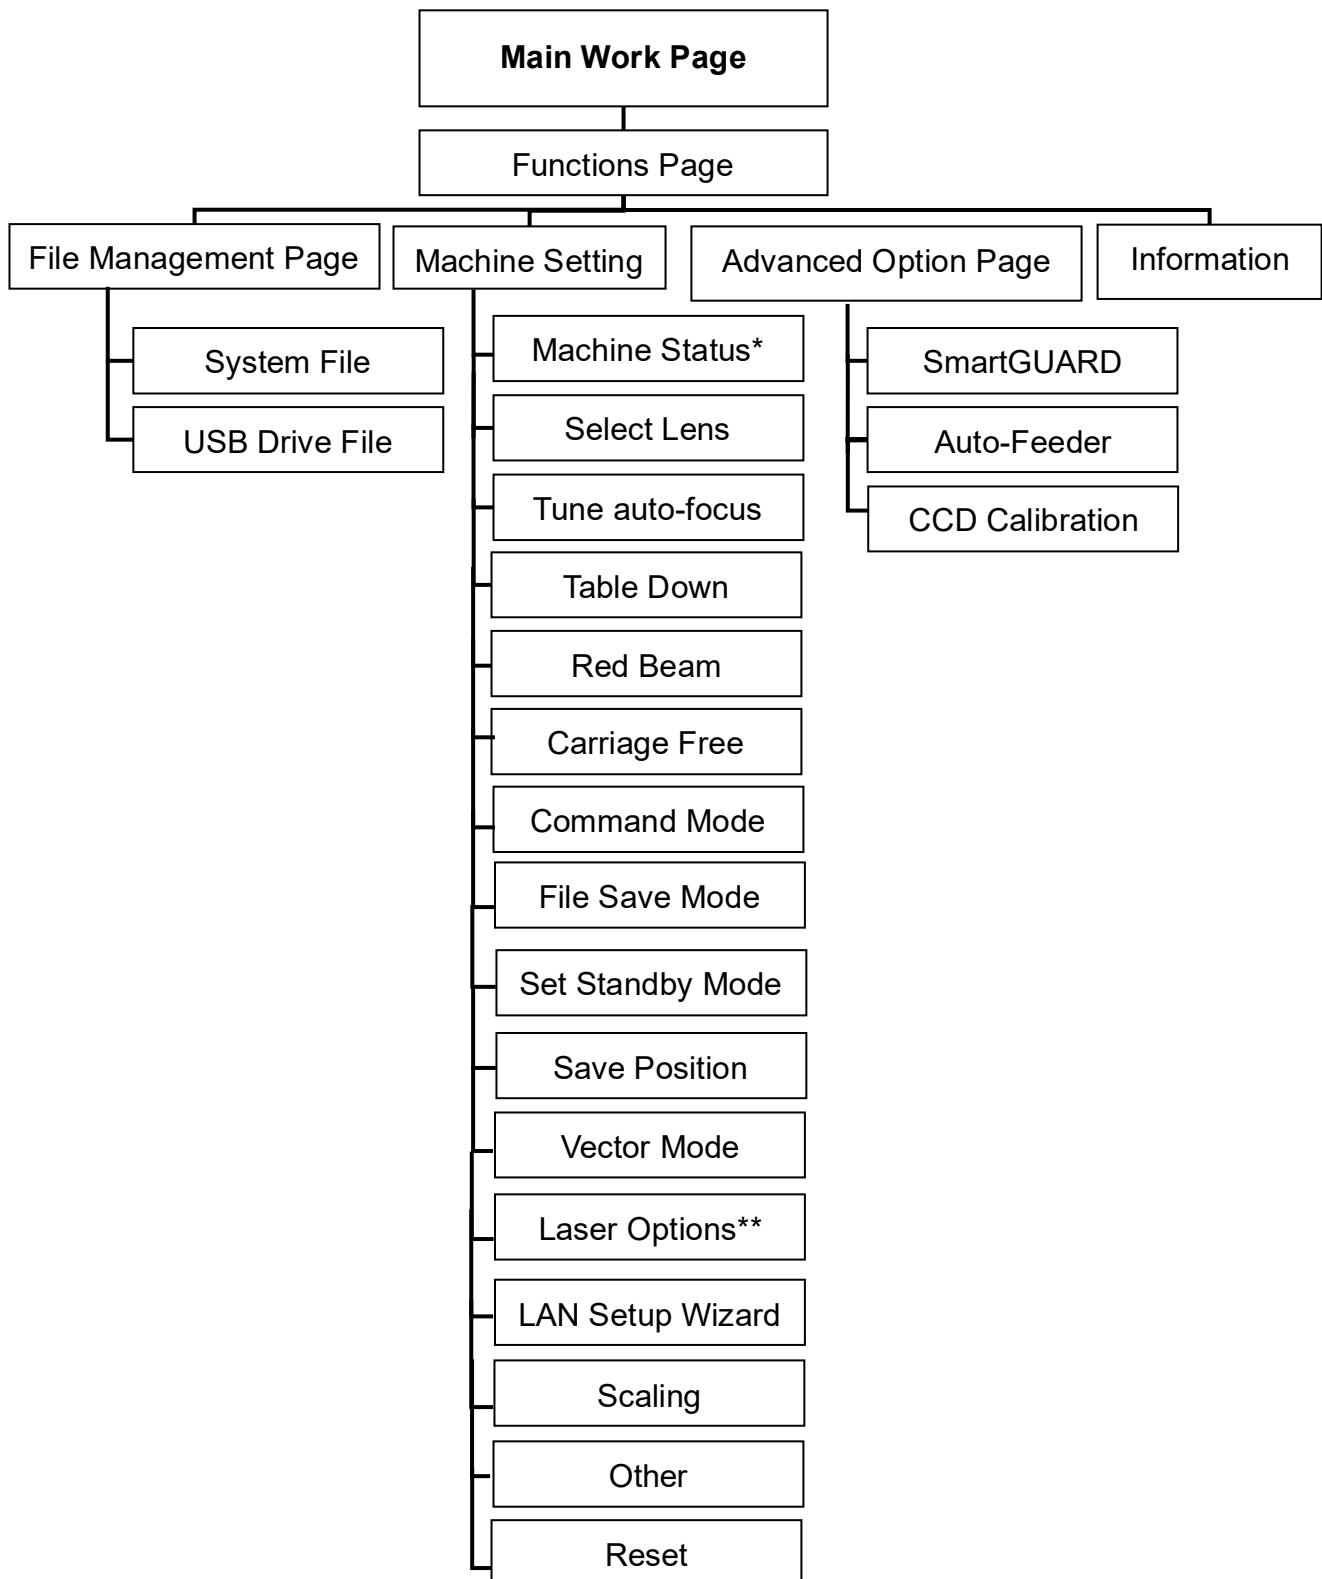 Main Work Page
Functions Page
File Management Page
Machine Setting
Advanced Option Page
Information
System File
USB Drive File
Machine Status*
Select Lens
Tune auto-focus
Table Down
Red Beam
Carriage Free
Command Mode
File Save Mode
Set Standby Mode
Save Position
Vector Mode
Laser Options**
LAN Setup Wizard
Scaling
Other
Reset
SmartGUARD
Auto-Feeder
CCD Calibration